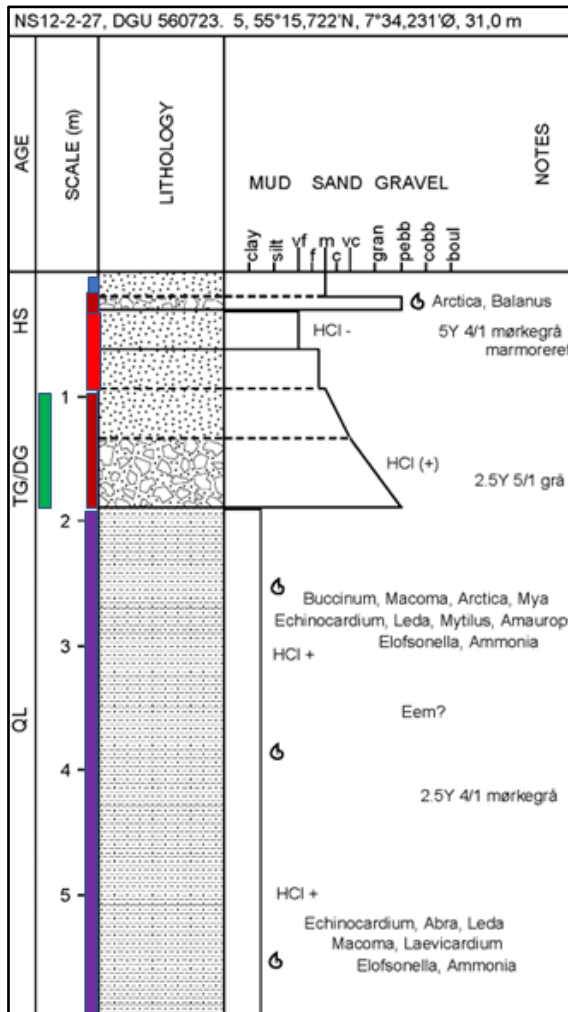 NS12-2-27, DGU 560723. 5, 55°15,722'N, 7°34,231'Ø, 31,0 m
AGE
SCALE (m)
LITHOLOGY
MUD SAND GRAVEL
NOTES
clay
silt
vf
f
m
c
vc
gran
pebb
cobb
boul
HS
Arctica, Balanus
HCl -
5Y 4/1 mørkegrå
marmoreret
1
TG/DG
HCl (+)
2.5Y 5/1 grå
2
Buccinum, Macoma, Arctica, Mya
Echinocardium, Leda, Mytilus, Amaurop
Elofsonella, Ammonia
3
HCl +
QL
Eem?
4
2.5Y 4/1 mørkegrå
5
HCl +
Echinocardium, Abra, Leda
Macoma, Laevicardium
Elofsonella, Ammonia